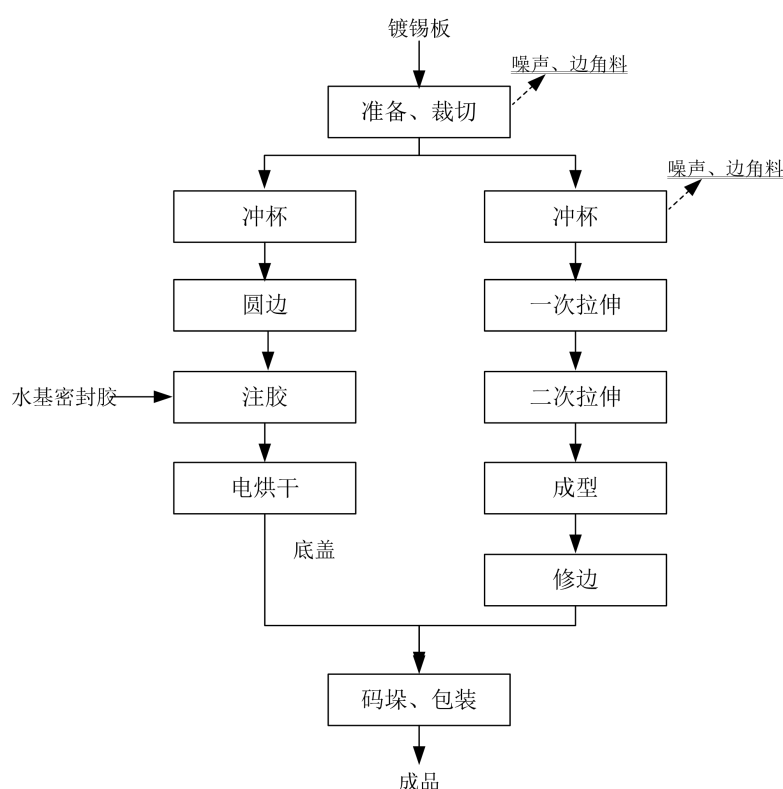 镀锡板
噪声、边角料
准备、裁切
噪声、边角料
冲杯
冲杯
圆边
一次拉伸
水基密封胶
注胶
二次拉伸
电烘干
成型
底盖
修边
码垛、包装
成品